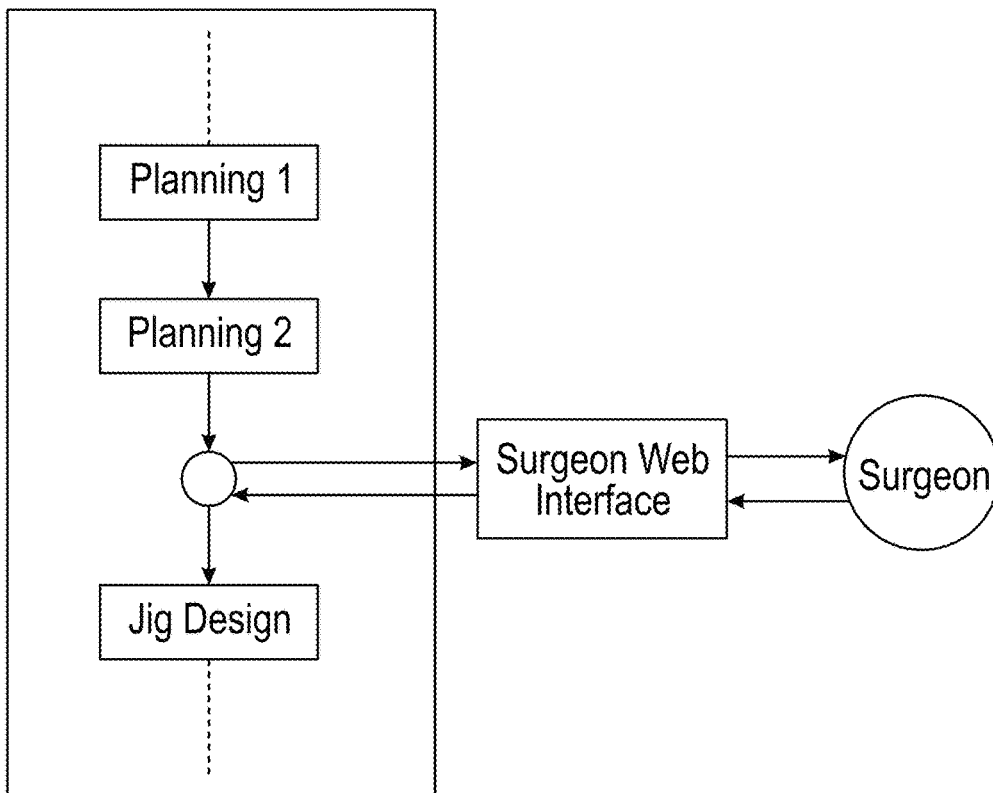 Planning 1
Planning 2
Surgeon Web
Interface
Surgeon
Jig Design